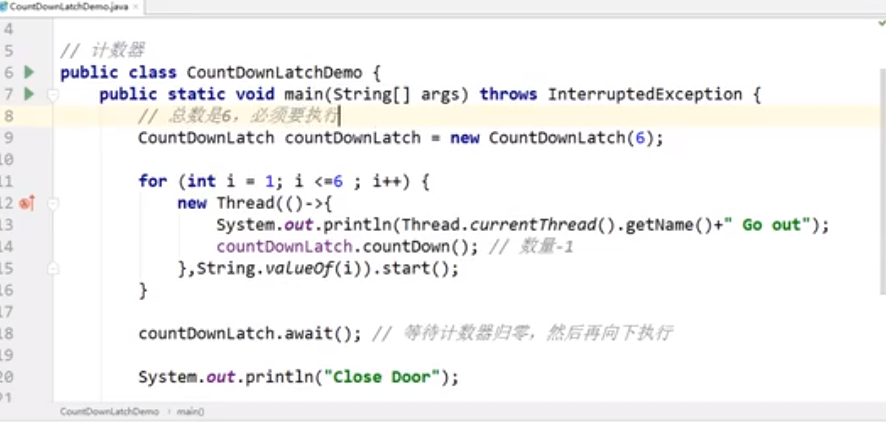 CountDownLatchDemo.java ×
4
5 // 计数器
6 public class CountDownLatchDemo {
7 public static void main(String[] args) throws InterruptedException {
8 // 总数是6，必须要执行
9 CountDownLatch countDownLatch = new CountDownLatch(6);
10
11 for (int i = 1; i <=6 ; i++) {
12 new Thread(()->{
13 System.out.println(Thread.currentThread().getName()+" Go out");
14 countDownLatch.countDown(); // 数量-1
15 },String.valueOf(i)).start();
16 }
17
18 countDownLatch.await(); // 等待计数器归零，然后再向下执行
19
20 System.out.println("Close Door");
21
CountDownLatchDemo › main()